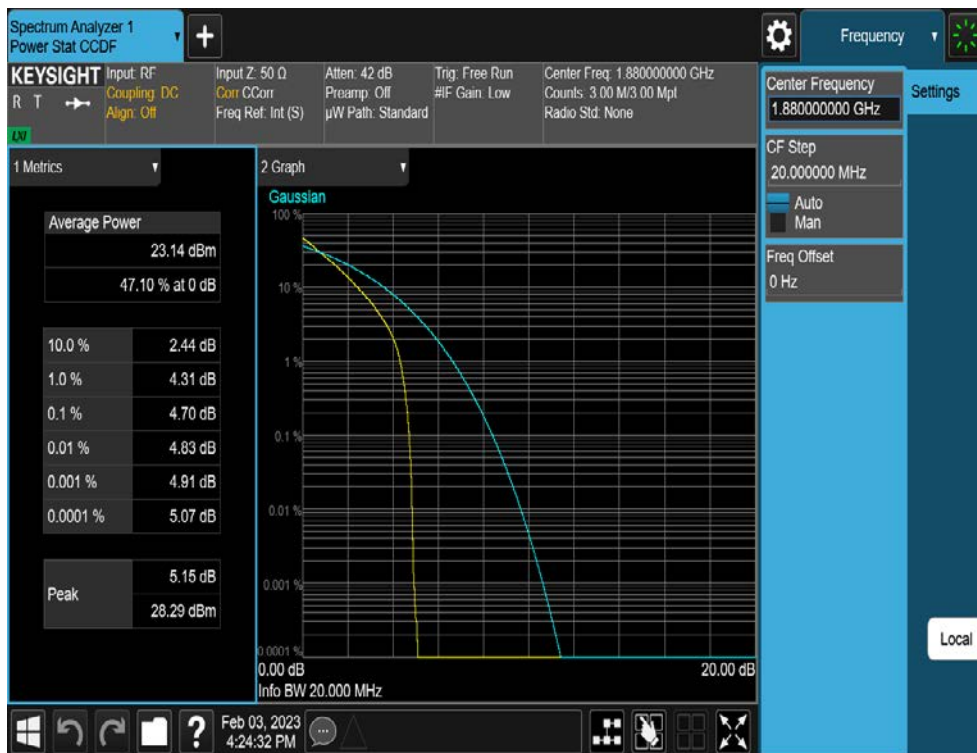 Spectrum Analyzer 1
Power Stat CCDF
+
Frequency
KEYSIGHT
R T
LXI
Input: RF
Coupling: DC
Align: Off
Input Z: 50 Ω
Corr CCorr
Freq Ref: Int (S)
Atten: 42 dB
Preamp: Off
µW Path: Standard
Trig: Free Run
#IF Gain: Low
Center Freq: 1.880000000 GHz
Counts: 3.00 M/3.00 Mpt
Radio Std: None
Center Frequency
1.880000000 GHz
Settings
CF Step
20.000000 MHz
Auto
Man
Freq Offset
0 Hz
Local
1 Metrics
Average Power
23.14 dBm
47.10 % at 0 dB
10.0 % 2.44 dB
1.0 % 4.31 dB
0.1 % 4.70 dB
0.01 % 4.83 dB
0.001 % 4.91 dB
0.0001 % 5.07 dB
Peak 5.15 dB
28.29 dBm
2 Graph
Gaussian
100 %
10 %
1 %
0.1 %
0.01 %
0.001 %
0.0001 %
0.00 dB 20.00 dB
Info BW 20.000 MHz
?
Feb 03, 2023
4:24:32 PM